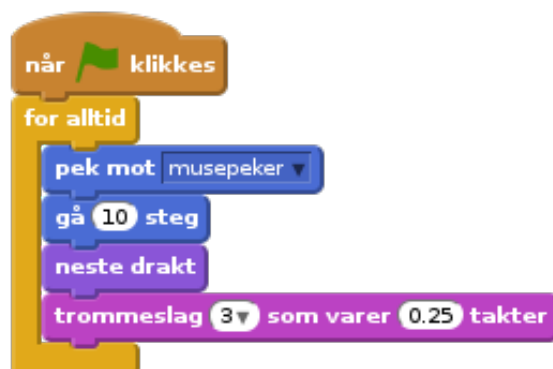 når klikkes
for alltid
pek mot musepeker
gå 10 steg
neste drakt
trommeslag 3 som varer 0.25 takter